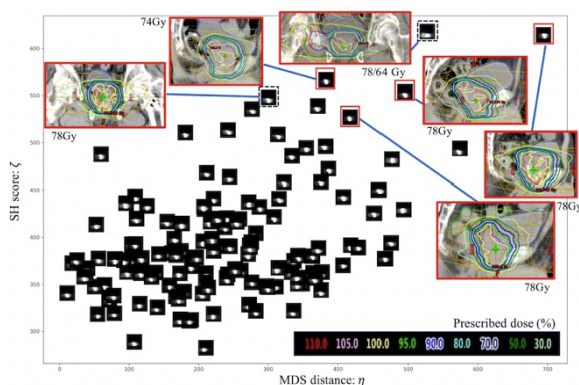 74Gy
78/64 Gy
78Gy
78Gy
78Gy
78Gy
SH score: ζ
650
600
550
500
450
400
350
300
Prescribed dose (%)
110.0 105.0 100.0 95.0 90.0 80.0 70.0 50.0 30.0
0 100 200 300 400 500 600 700
MDS distance: η